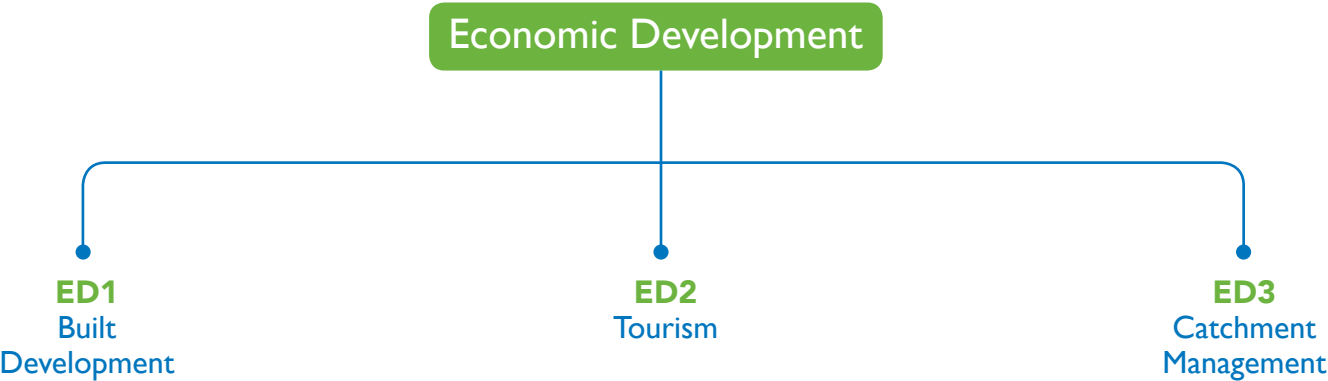 Economic Development
ED1
Built
Development
ED2
Tourism
ED3
Catchment
Management